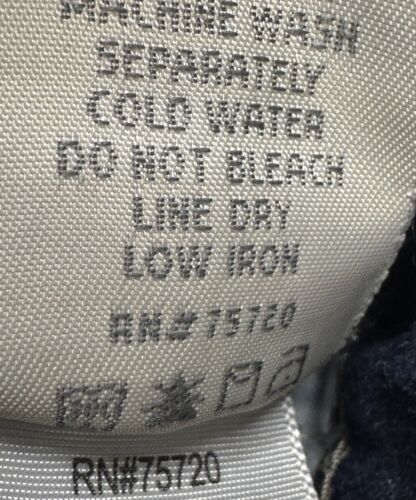 MACHINE WASH
SEPARATELY
COLD WATER
DO NOT BLEACH
LINE DRY
LOW IRON
RN# 75720
RN#75720